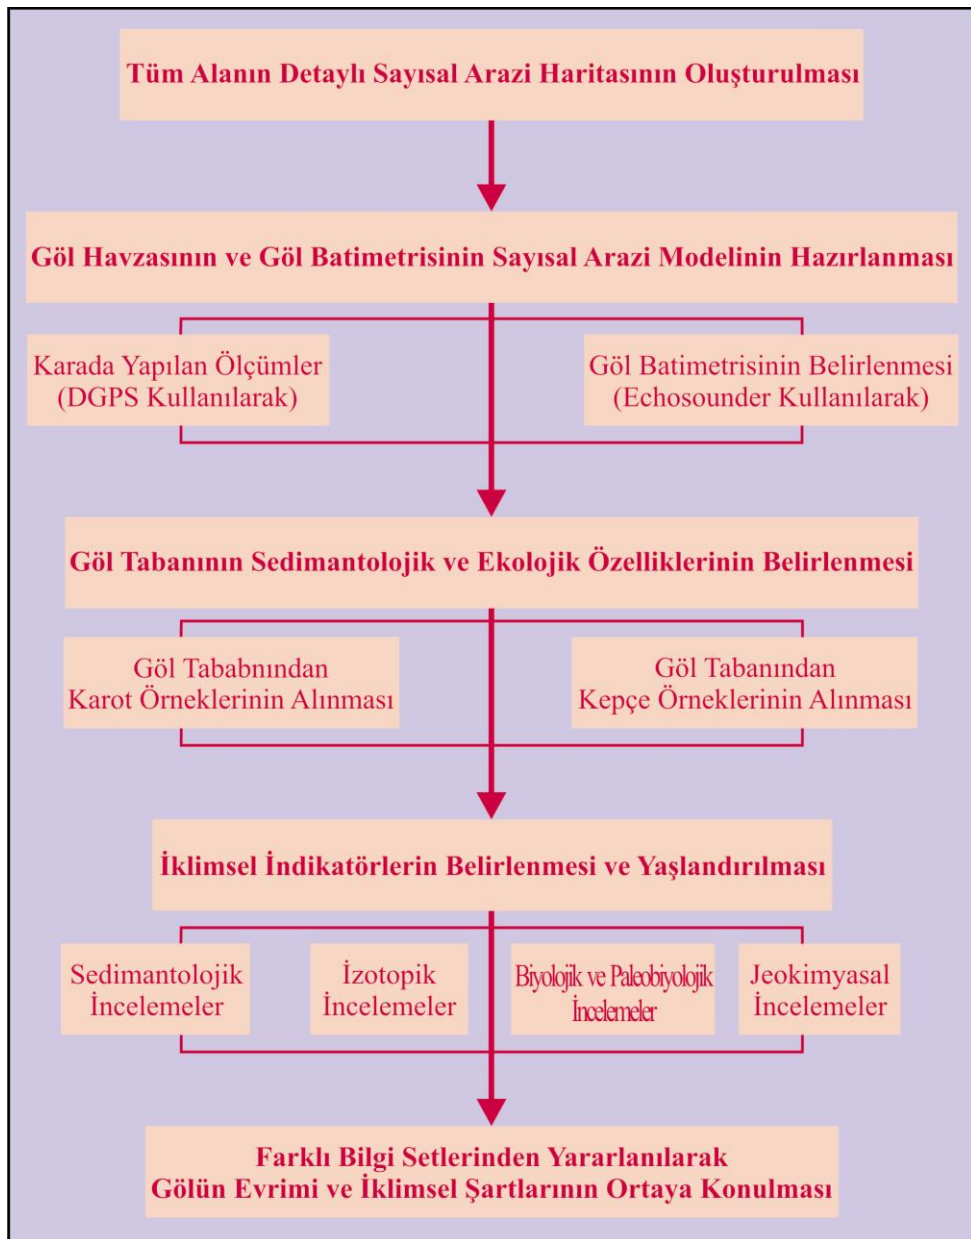 Tüm Alanın Detaylı Sayısal Arazi Haritasının Oluşturulması
Göl Havzasının ve Göl Batimetrisinin Sayısal Arazi Modelinin Hazırlanması
Karada Yapılan Ölçümler
(DGPS Kullanılarak)
Göl Batimetrisinin Belirlenmesi
(Echosounder Kullanılarak)
Göl Tabanının Sedimantolojik ve Ekolojik Özelliklerinin Belirlenmesi
Göl Tababnından
Karot Örneklerinin Alınması
Göl Tabanından
Kepçe Örneklerinin Alınması
İklimsel İndikatörlerin Belirlenmesi ve Yaşlandırılması
Sedimantolojik
İncelemeler
İzotopik
İncelemeler
Biyolojik ve Paleobiyolojik
İncelemeler
Jeokimyasal
İncelemeler
Farklı Bilgi Setlerinden Yararlanılarak
Gölün Evrimi ve İklimsel Şartlarının Ortaya Konulması